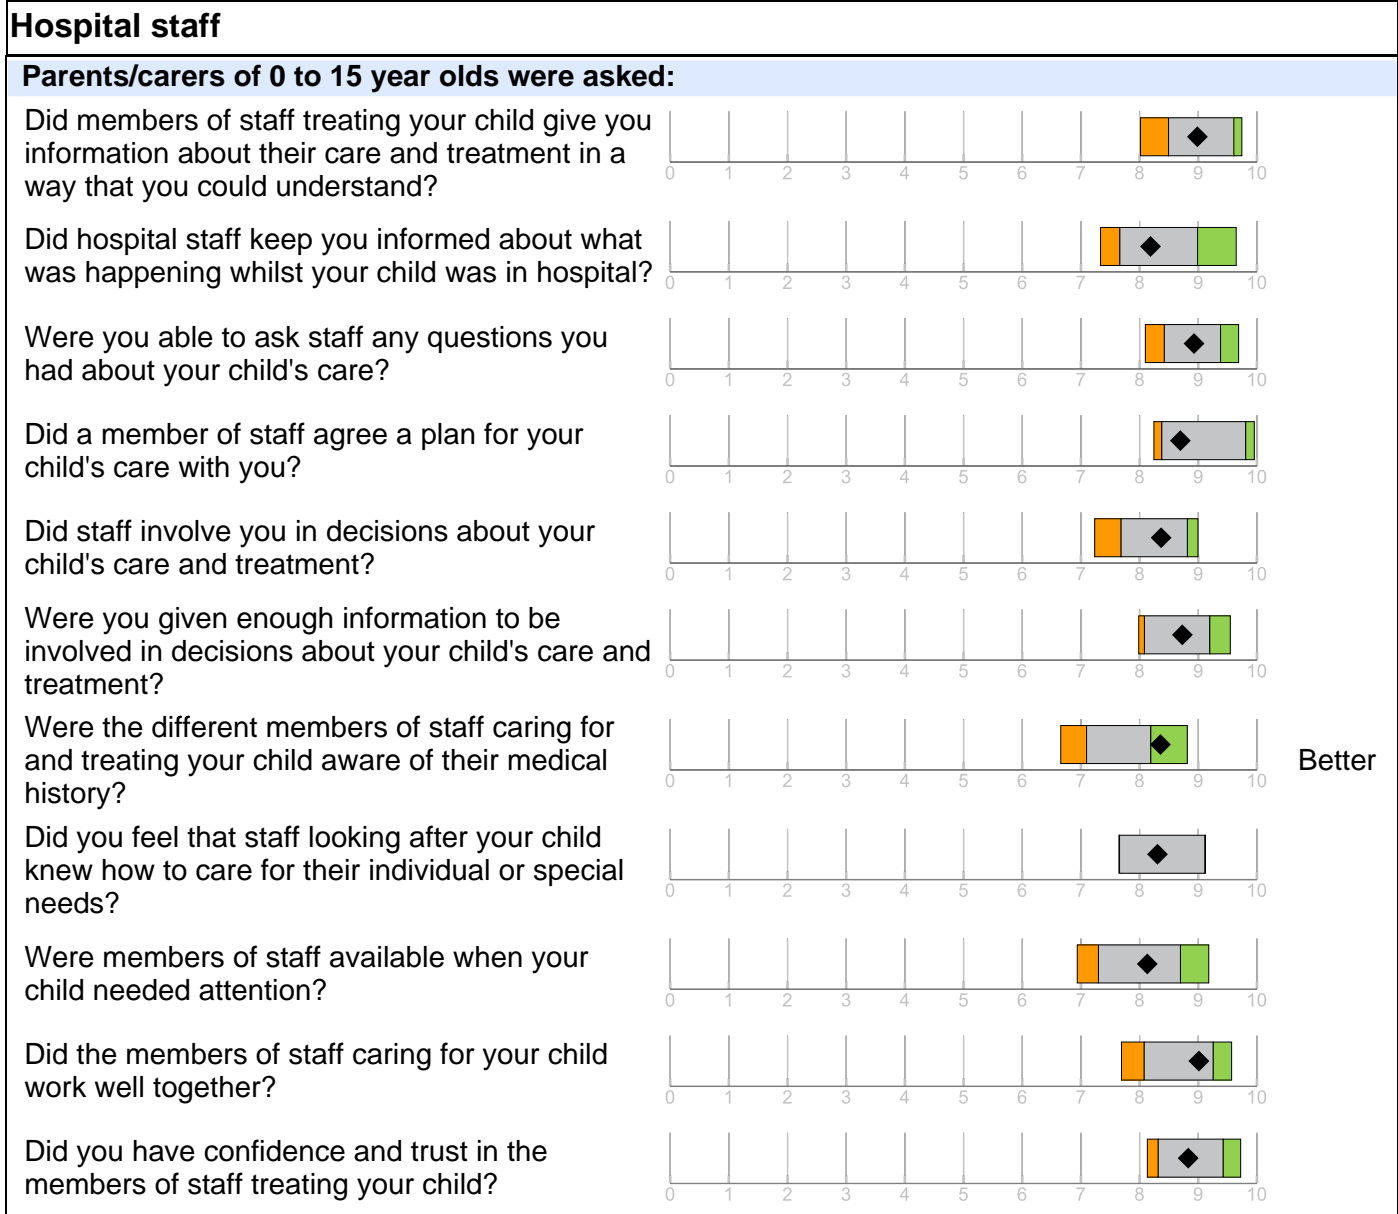 Hospital staff
Parents/carers of 0 to 15 year olds were asked:
Did members of staff treating your child give you
information about their care and treatment in a
way that you could understand?
0 1 2 3 4 5 6 7 8 9 10
Did hospital staff keep you informed about what
was happening whilst your child was in hospital?
0 1 2 3 4 5 6 7 8 9 10
Were you able to ask staff any questions you
had about your child's care?
0 1 2 3 4 5 6 7 8 9 10
Did a member of staff agree a plan for your
child's care with you?
0 1 2 3 4 5 6 7 8 9 10
Did staff involve you in decisions about your
child's care and treatment?
0 1 2 3 4 5 6 7 8 9 10
Were you given enough information to be
involved in decisions about your child's care and
treatment?
0 1 2 3 4 5 6 7 8 9 10
Were the different members of staff caring for
and treating your child aware of their medical
history?
0 1 2 3 4 5 6 7 8 9 10
Better
Did you feel that staff looking after your child
knew how to care for their individual or special
needs?
0 1 2 3 4 5 6 7 8 9 10
Were members of staff available when your
child needed attention?
0 1 2 3 4 5 6 7 8 9 10
Did the members of staff caring for your child
work well together?
0 1 2 3 4 5 6 7 8 9 10
Did you have confidence and trust in the
members of staff treating your child?
0 1 2 3 4 5 6 7 8 9 10